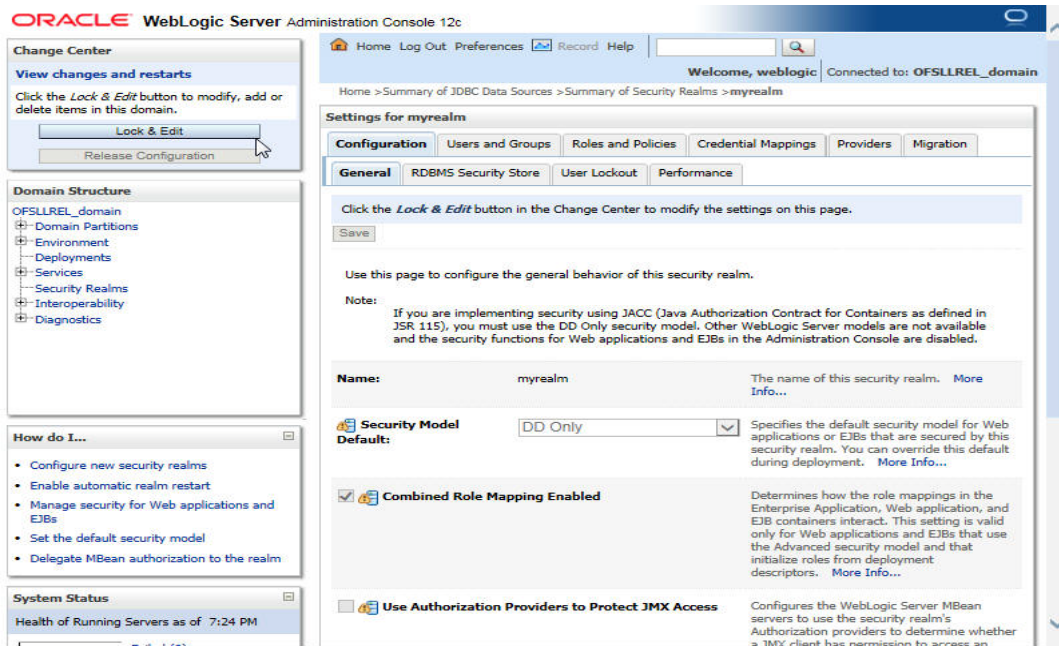 ORACLE WebLogic Server Administration Console 12c
Change Center
View changes and restarts
Click the Lock & Edit button to modify, add or
delete items in this domain.
Lock & Edit
Release Configuration
Domain Structure
OFSLLREL_domain
Domain Partitions
Environment
Deployments
Services
Security Realms
Interoperability
Diagnostics
How do I...
Configure new security realms
Enable automatic realm restart
Manage security for Web applications and
EJBs
Set the default security model
Delegate MBean authorization to the realm
System Status
Health of Running Servers as of 7:24 PM
Home Log Out Preferences Record Help
Welcome, weblogic Connected to: OFSLLREL_domain
Home >Summary of JDBC Data Sources >Summary of Security Realms >myrealm
Settings for myrealm
Configuration Users and Groups Roles and Policies Credential Mappings Providers Migration
General RDBMS Security Store User Lockout Performance
Click the Lock & Edit button in the Change Center to modify the settings on this page.
Save
Use this page to configure the general behavior of this security realm.
Note:
If you are implementing security using JACC (Java Authorization Contract for Containers as defined in
JSR 115), you must use the DD Only security model. Other WebLogic Server models are not available
and the security functions for Web applications and EJBs in the Administration Console are disabled.
Name: myrealm The name of this security realm. More
Info...
Security Model
Default:
DD Only
Specifies the default security model for Web
applications or EJBs that are secured by this
security realm. You can override this default
during deployment. More Info...
Combined Role Mapping Enabled
Determines how the role mappings in the
Enterprise Application, Web application, and
EJB containers interact. This setting is valid
only for Web applications and EJBs that use
the Advanced security model and that
initialize roles from deployment
descriptors. More Info...
Use Authorization Providers to Protect JMX Access
Configures the WebLogic Server MBean
servers to use the security realm's
Authorization providers to determine whether
a JMX client has permission to access an